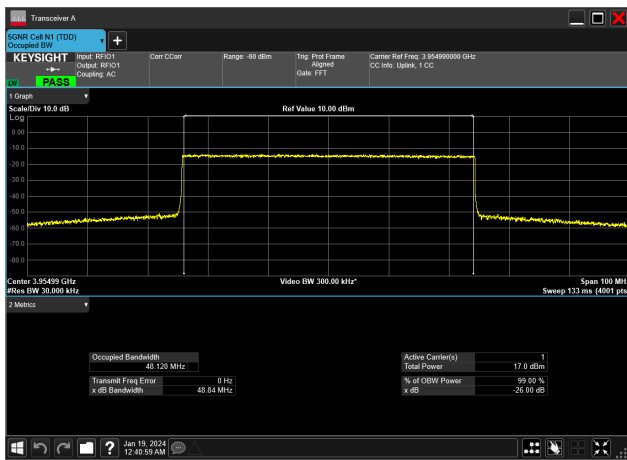 Transceiver A
5GNR Cell N1 (TDD)
Occupied BW
KEYSIGHT
LXI
PASS
Input: RFIO1
Output: RFIO1
Coupling: AC
Corr CCorr
Range: -60 dBm
Trig: Prot Frame
Aligned
Gate: FFT
Carrier Ref Freq: 3.954990000 GHz
CC Info: Uplink, 1 CC
1 Graph
Scale/Div 10.0 dB
Ref Value 10.00 dBm
Log
0.00
-10.0
-20.0
-30.0
-40.0
-50.0
-60.0
-70.0
-80.0
Center 3.95499 GHz
Video BW 300.00 kHz*
Span 100 MH
#Res BW 30.000 kHz
Sweep 133 ms (4001 pts
2 Metrics
Occupied Bandwidth
48.120 MHz
Transmit Freq Error 0 Hz
x dB Bandwidth 48.84 MHz
Active Carrier(s) 1
Total Power 17.0 dBm
% of OBW Power 99.00 %
x dB -26.00 dB
Jan 19, 2024
12:40:59 AM